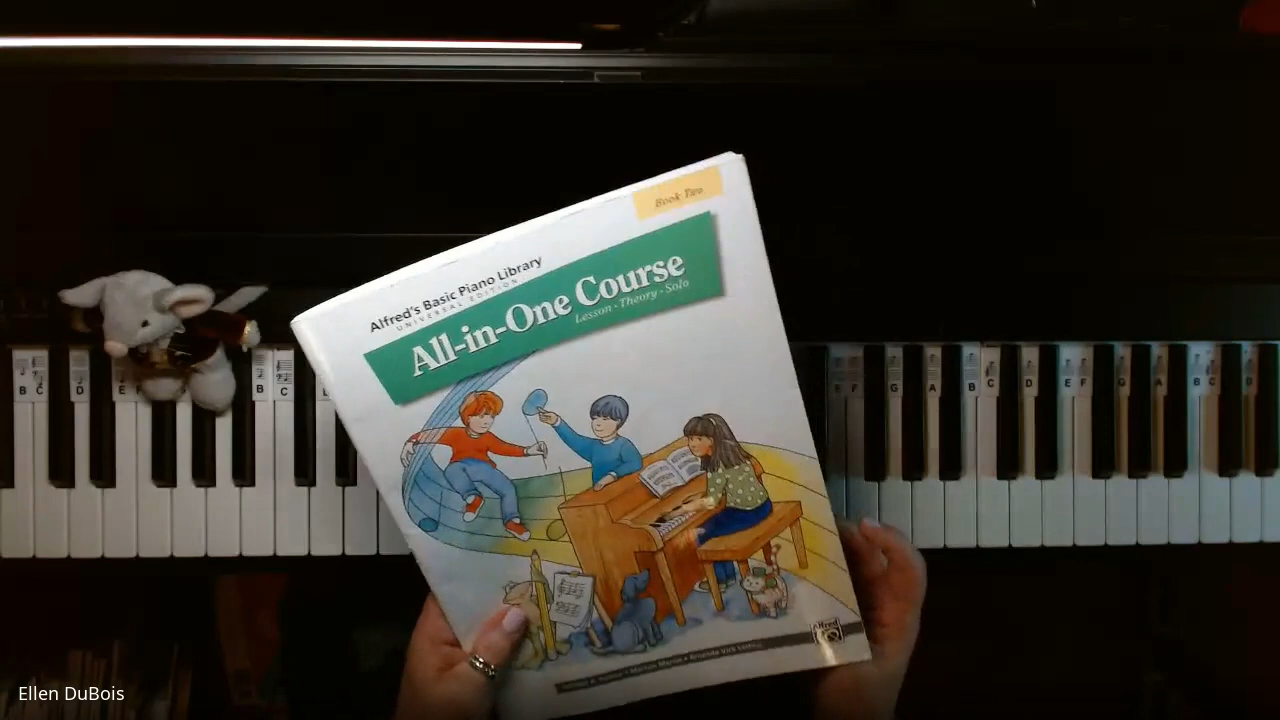 Book Two
Alfred's Basic Piano Library
UNIVERSAL EDITION
All-in-One Course
Lesson • Theory • Solo
B C D E F B C
E F G A B C D E F G A B C D
Alfred
Ellen DuBois